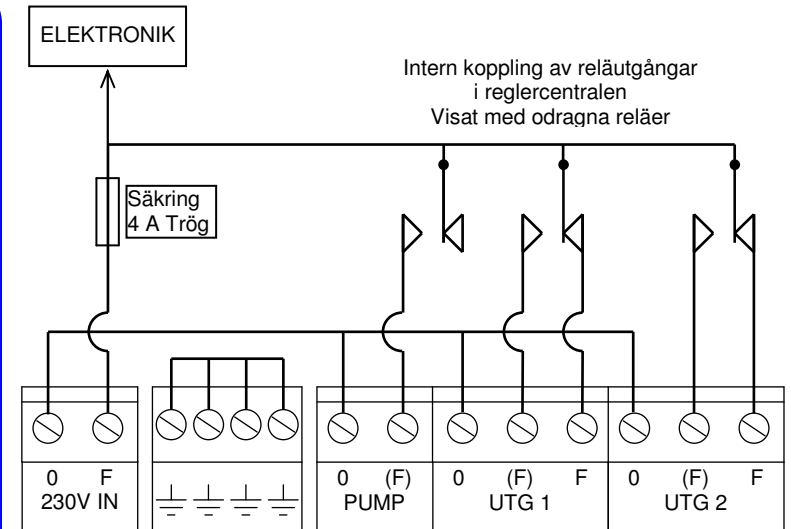 ELEKTRONIK
Intern koppling av reläutgångar
i reglercentralen
Visat med odragna reläer
Säkring
4 A Trög
0 F
230V IN
0 (F)
PUMP
0 (F) F
UTG 1
0 (F) F
UTG 2